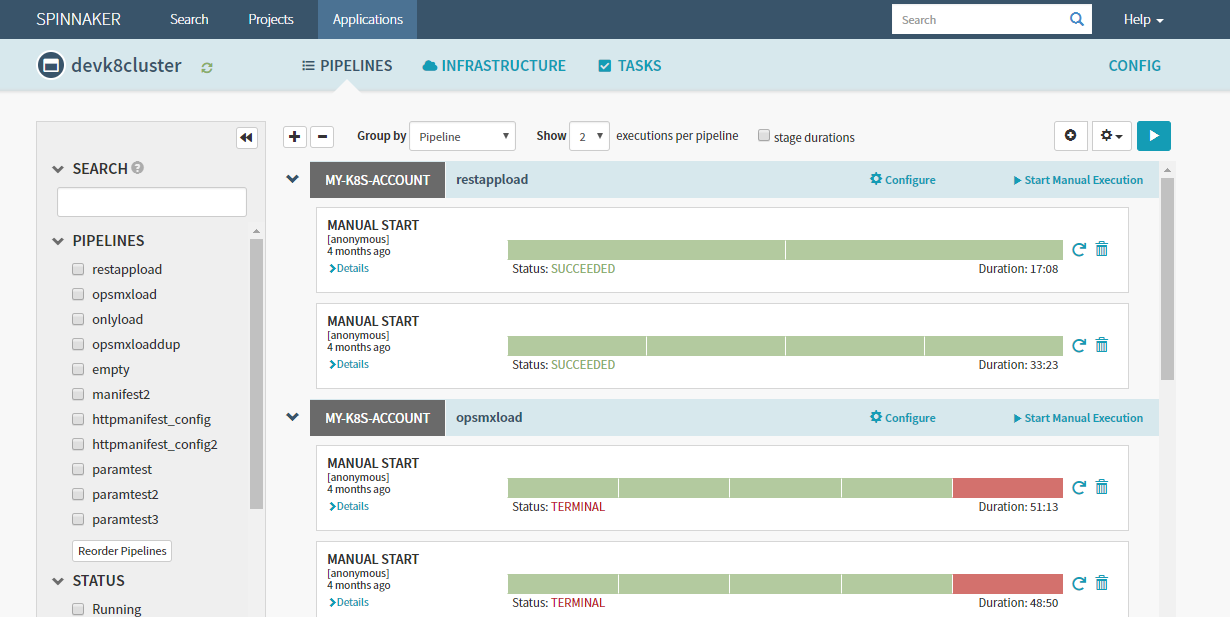 SPINNAKER Search Projects Applications Search Help
devk8cluster PIPELINES INFRASTRUCTURE TASKS CONFIG
SEARCH
PIPELINES
restappload
opsmxload
onlyload
opsmxloaddup
empty
manifest2
httpmanifest_config
httpmanifest_config2
paramtest
paramtest2
paramtest3
Reorder Pipelines
STATUS
Running
Group by Pipeline Show 2 executions per pipeline stage durations
MY-K8S-ACCOUNT restappload Configure Start Manual Execution
MANUAL START
[anonymous]
4 months ago
Details Status: SUCCEEDED Duration: 17:08
MANUAL START
[anonymous]
4 months ago
Details Status: SUCCEEDED Duration: 33:23
MY-K8S-ACCOUNT opsmxload Configure Start Manual Execution
MANUAL START
[anonymous]
4 months ago
Details Status: TERMINAL Duration: 51:13
MANUAL START
[anonymous]
4 months ago
Details Status: TERMINAL Duration: 48:50